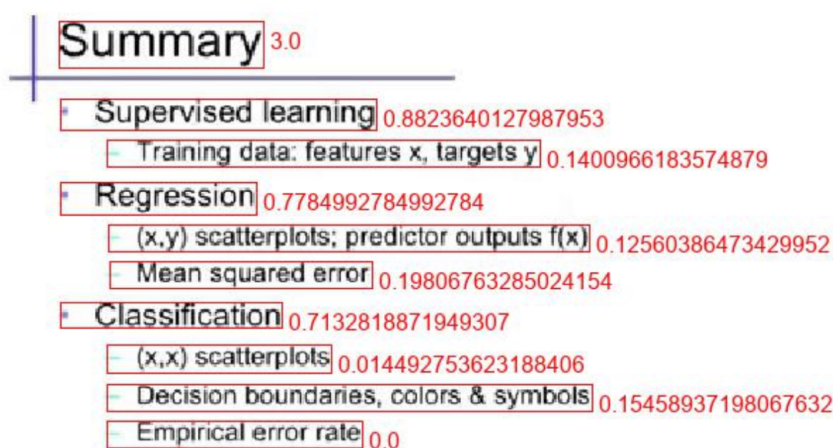 Summary 3.0
• Supervised learning 0.8823640127987953
– Training data: features x, targets y 0.1400966183574879
• Regression 0.7784992784992784
– (x,y) scatterplots; predictor outputs f(x) 0.12560386473429952
– Mean squared error 0.19806763285024154
• Classification 0.7132818871949307
– (x,x) scatterplots 0.014492753623188406
– Decision boundaries, colors & symbols 0.15458937198067632
– Empirical error rate 0.0